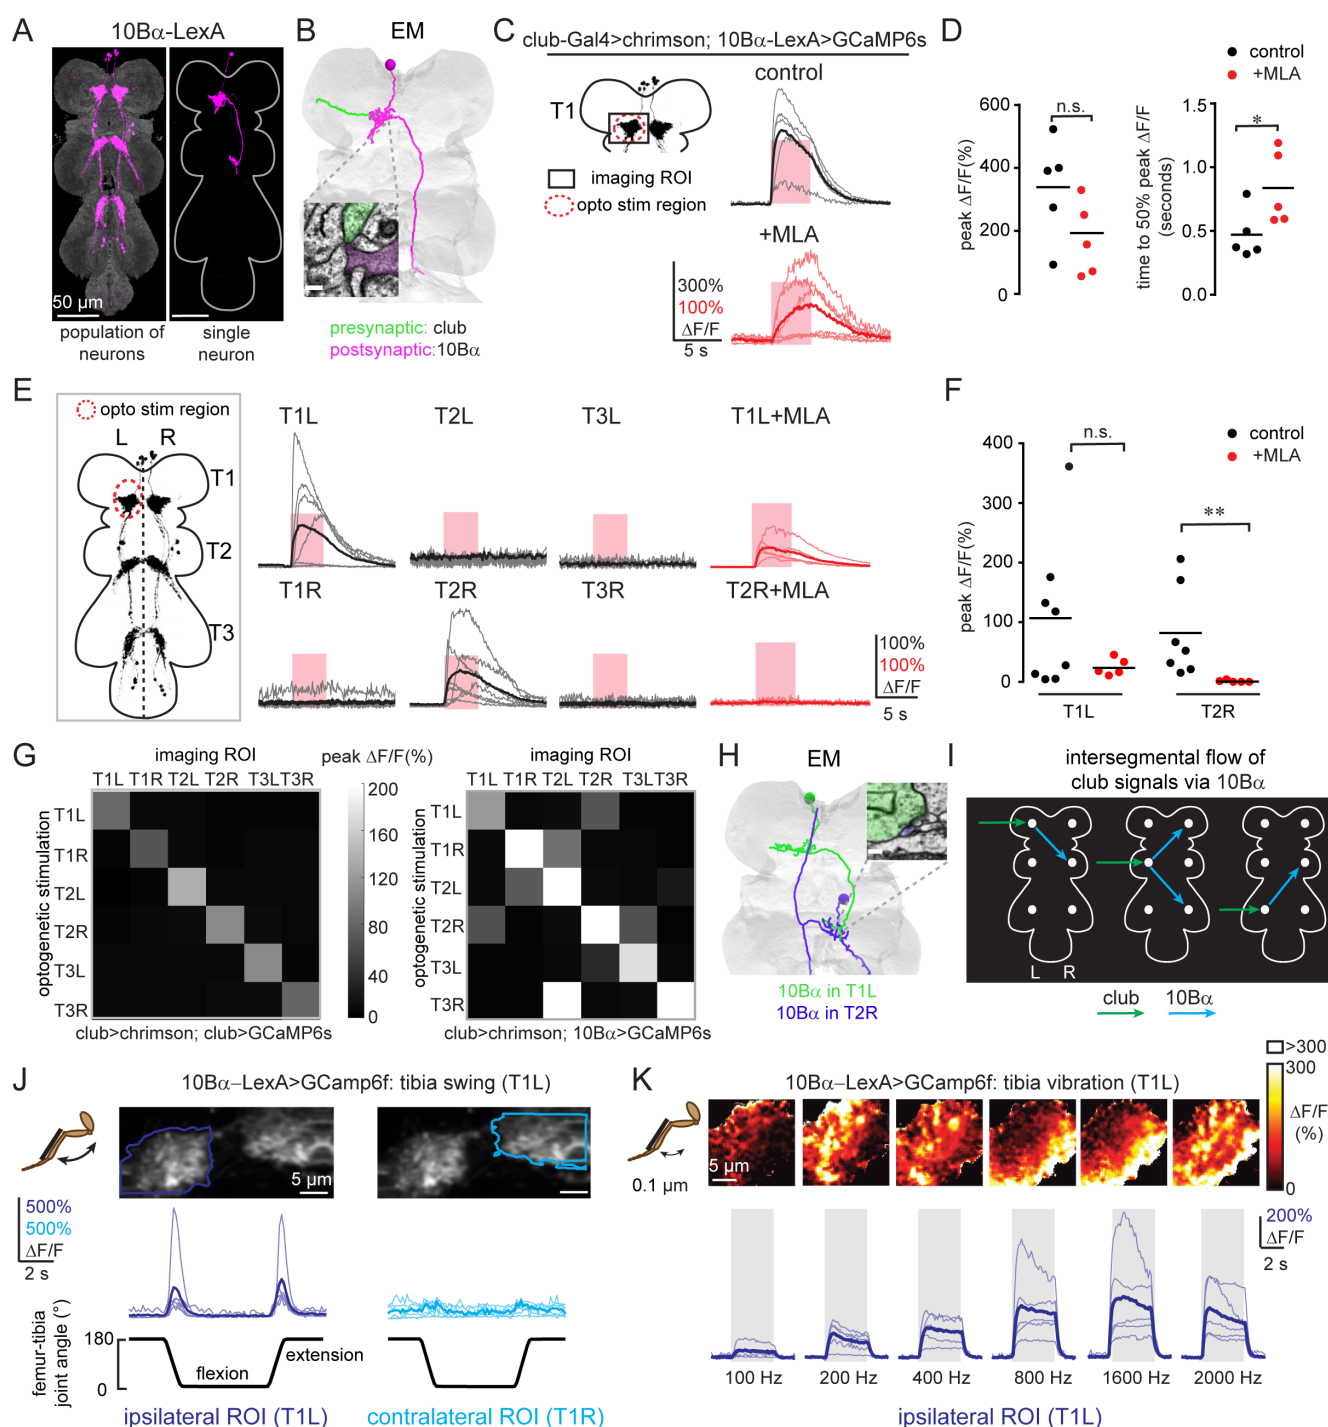 A
10Bα-LexA
50 µm
population of
neurons
single
neuron
B
EM
presynaptic: club
postsynaptic:10Bα
C
club-Gal4>chrimson; 10Bα-LexA>GCaMP6s
control
T1
imaging ROI
opto stim region
+MLA
300%
100%
ΔF/F
5 s
D
control
+MLA
n.s.
peak ΔF/F(%)
600
400
200
0
*
time to 50% peak ΔF/F
(seconds)
1.5
1.0
0.5
0.0
E
opto stim region
L R
T1
T2
T3
T1L
T2L
T3L
T1L+MLA
T1R
T2R
T3R
T2R+MLA
100%
100%
ΔF/F
5 s
F
control
+MLA
n.s.
**
peak ΔF/F(%)
400
300
200
100
0
T1L
T2R
G
imaging ROI
T1L T1R T2L T2R T3L T3R
optogenetic stimulation
T1L
T1R
T2L
T2R
T3L
T3R
club>chrimson; club>GCaMP6s
peak ΔF/F(%)
200
160
120
80
40
0
imaging ROI
T1L T1R T2L T2R T3L T3R
optogenetic stimulation
T1L
T1R
T2L
T2R
T3L
T3R
club>chrimson; 10Bα>GCaMP6s
H
EM
10Bα in T1L
10Bα in T2R
I
intersegmental flow of
club signals via 10Bα
L R
club 10Bα
J
10Bα–LexA>GCamp6f: tibia swing (T1L)
5 µm
500%
500%
ΔF/F
2 s
femur-tibia
joint angle (°)
180
0
flexion
extension
ipsilateral ROI (T1L)
contralateral ROI (T1R)
K
10Bα–LexA>GCamp6f: tibia vibration (T1L)
0.1 µm
5 µm
>300
300
ΔF/F
(%)
0
200%
ΔF/F
2 s
100 Hz 200 Hz 400 Hz 800 Hz 1600 Hz 2000 Hz
ipsilateral ROI (T1L)